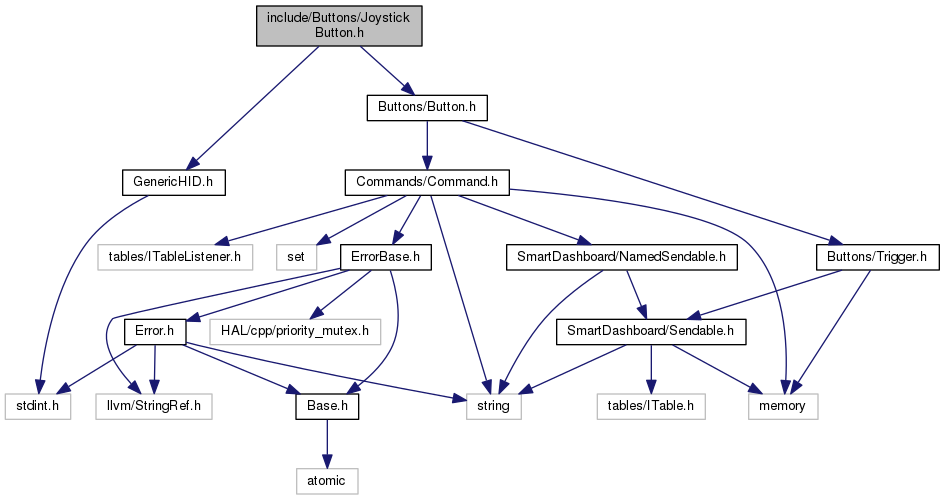 include/Buttons/Joystick
Button.h
Buttons/Button.h
GenericHID.h
Commands/Command.h
tables/ITableListener.h
set
ErrorBase.h
SmartDashboard/NamedSendable.h
Buttons/Trigger.h
Error.h
HAL/cpp/priority_mutex.h
SmartDashboard/Sendable.h
stdint.h
llvm/StringRef.h
Base.h
string
tables/ITable.h
memory
atomic